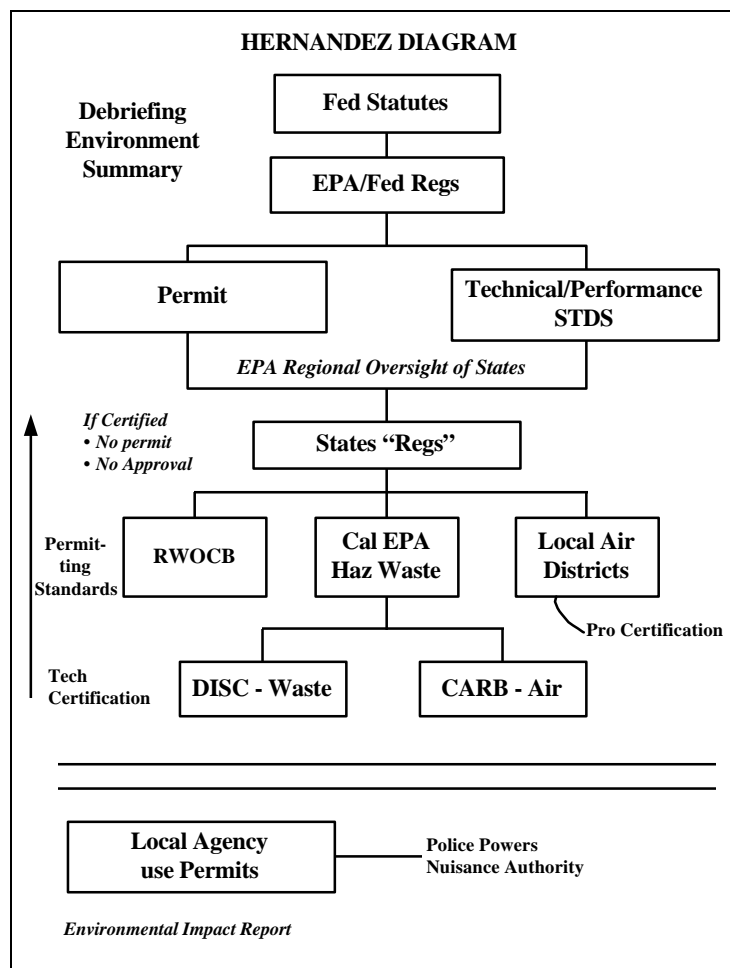 HERNANDEZ DIAGRAM
Debriefing
Environment
Summary
Fed Statutes
EPA/Fed Regs
Permit
Technical/Performance
STDS
EPA Regional Oversight of States
If Certified
• No permit
• No Approval
States “Regs”
Permit-
ting
Standards
RWOCB
Cal EPA
Haz Waste
Local Air
Districts
Pro Certification
Tech
Certification
DISC - Waste
CARB - Air
Local Agency
use Permits
Police Powers
Nuisance Authority
Environmental Impact Report